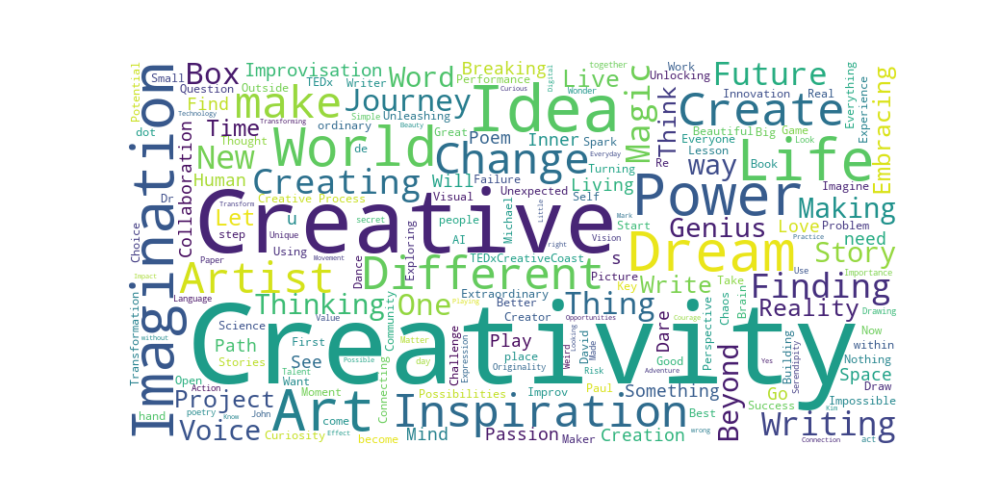 Small
Box
Improvisation
TEDx
Writer
Word
Breaking
Performance
Live
together
Digital
Curious
Wonder
Work
Unlocking
Future
Everything
Experience
Embracing
Potential
Question
Outside
Find
make
Journey
Idea
Magic
Think
Create
Innovation
Real
dot
Technology
Time
Transforming
Simple
Unleashing
ordinary
Beauty
Great
Spark
Beautiful
Big
Game
Look
Everyone
Imagination
Collaboration
Thought
New
World
de
Poem
Inner
Change
Turning
Everyday
Re
Lesson
way
Book
Life
Choice
Dr
Human
Creating
Will
Failure
Unexpected
Living
Self
Power
Imagine
Making
Transform
Creative Process
Visual
Michael
Little
Let
u
secret
people
Creative
Start
Mark
Genius
Love
Problem
need
step
Unique
Using
Movement
AI
Exploring
right
Vision
Practice
Story
Paper
Impact
Artist
Dance
Different
TEDxCreativeCoast
s
Dream
Picture
Key
Take
Brain
Chaos
Use
Importance
Finding
Language
Thinking
One
Playing
Extraordinary
Better
Creator
Opportunities
Thing
Write
Courage
Perspective
Reality
Drawing
Transformation
without
Science
Value
Community
Creativity
Now
Path
First
Matter
Challenge
Play
Weird
Looking
Made
David
Dare
Yes
Building
Serendipity
within
Stories
See
Possible
day
Expression
place
Originality
Adventure
Good
Nothing
Open
Action
Talent
Want
Connecting
Risk
Something
Beyond
Go
Space
Project
Moment
Possibilities
Improv
Paul
Success
Impossible
Draw
hand
poetry
Know
John
Art
Inspiration
Best
Kim
Writing
Voice
come
Curiosity
Effect
become
Mind
Passion
Maker
Creation
wrong
Connection
act